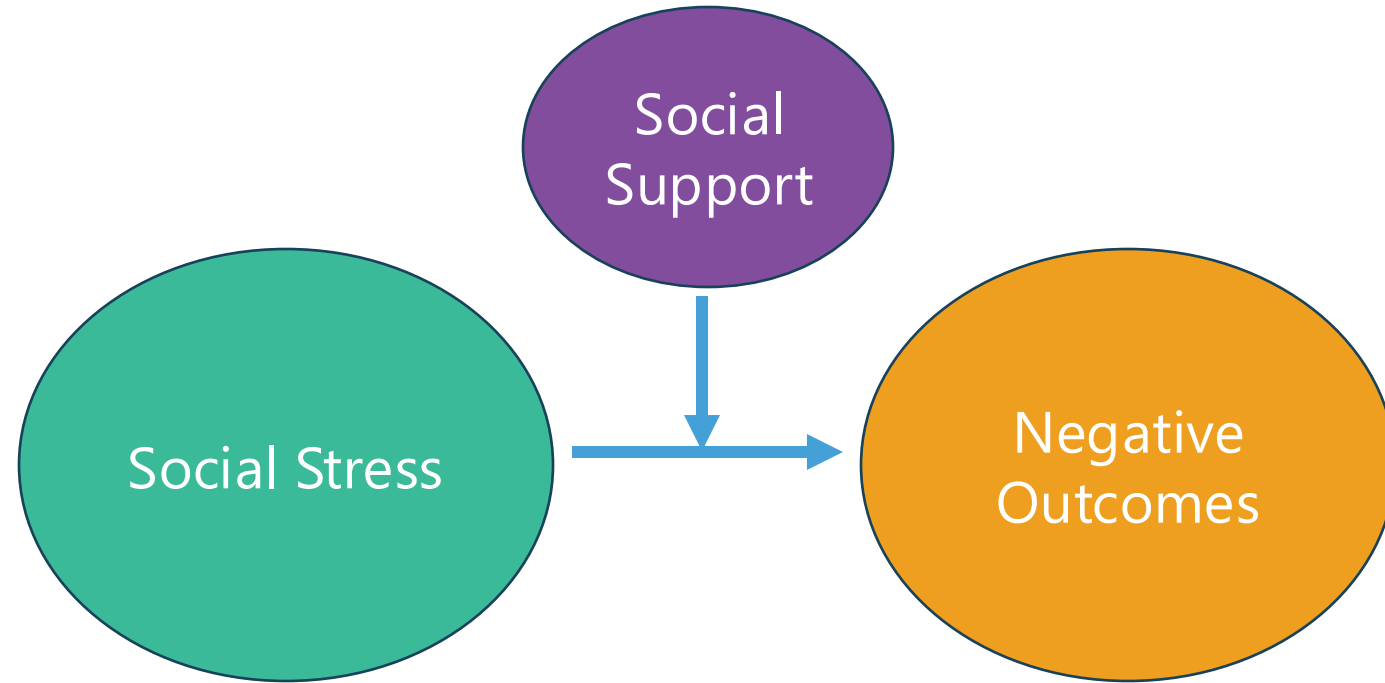 Social
Support
Social Stress
Negative
Outcomes